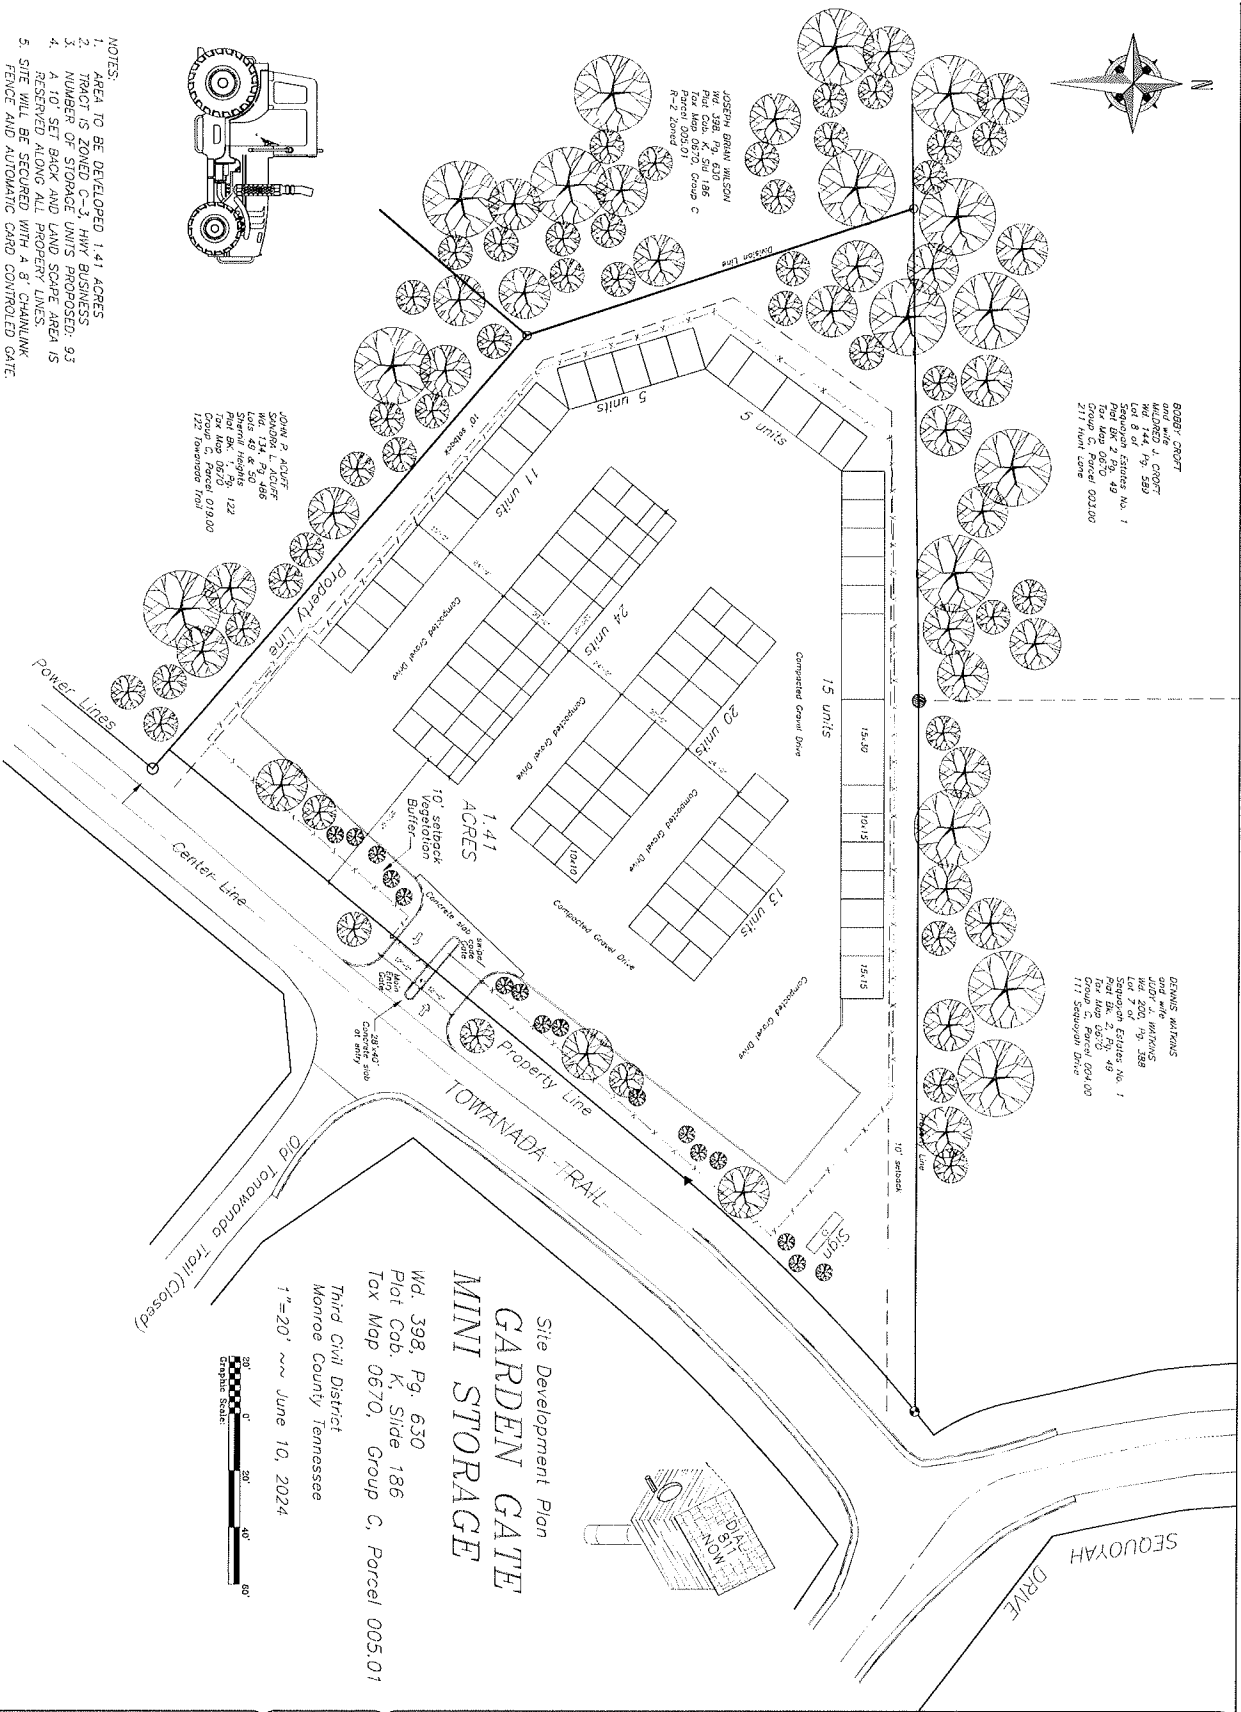 N
BOBBY CROFT
and wife
MILDRED J. CROFT
Wd. 144, Pg. 589
Lot 8 of
Sequoyah Estates No. 1
Plat BK 2 Pg. 49
Tax Map 0670
Group C, Parcel 003.00
211 Hunt Lane
DENNIS WATKINS
and wife
JUDY J. WATKINS
Wd. 200, Pg. 388
Lot 7 of
Sequoyah Estates No. 1
Plat Bk. 2, Pg. 49
Tax Map 0670
Group C, Parcel 004.00
111 Sequoyah Drive
SEQUOYAH
DRIVE
JOSEPH BRIAN WILSON
Wd. 398, Pg. 630
Plat Cab. K, Sld 186
Tax Map 0670, Group C
Parcel 005.01
R-2 Zoned
Division Line
Property Line
10' setback
5 units
5 units
11 units
24 units
20 units
13 units
15 units
15x30
10x15
15x15
10x10
Compacted Gravel Drive
Compacted Gravel Drive
Compacted Gravel Drive
Compacted Gravel Drive
Compacted Gravel Drive
Compacted Gravel Drive
1.41
ACRES
10' setback
Vegetation
Buffer
Concrete slab
swipe
code
Gate
Main
Entry
Gate
28'x40'
Concrete slab
at entry
Sign
10' setback
Property Line
Property Line
JOHN P. ACUFF
SANDRA L. ACUFF
Wd. 134, Pg. 486
Lots 49 & 50
Sherrill Heights
Plat BK. 1, Pg. 122
Tax Map 0670
Group C, Parcel 019.00
122 Towanada Trail
Power Lines
Center Line
TOWANADA TRAIL
Old Tonawanda Trail (Closed)
DIAL
811
NOW
Site Development Plan
GARDEN GATE
MINI STORAGE
Wd. 398, Pg. 630
Plat Cab. K, Slide 186
Tax Map 0670, Group C, Parcel 005.01
Third Civil District
Monroe County Tennessee
1"=20' ~~ June 10, 2024
20' 0' 20' 40' 60'
Graphic Scale:
NOTES:
1. AREA TO BE DEVELOPED 1.41 ACRES
2. TRACT IS ZONED C-3, HWY BUSINESS
3. NUMBER OF STORAGE UNITS PROPOSED: 93
4. A 10' SET BACK AND LAND SCAPE AREA IS
RESERVED ALONG ALL PROPERTY LINES.
5. SITE WILL BE SECURED WITH A 8' CHAINLINK
FENCE AND AUTOMATIC CARD CONTROLED GATE.